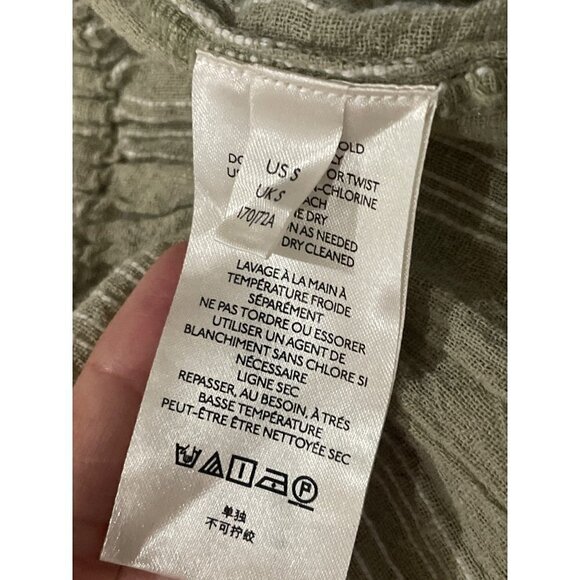 US S
UK S
170/72A
OLD
OR TWIST
-CHLORINE
ACH
E DRY
AS NEEDED
DRY CLEANED
LAVAGE À LA MAIN À
TEMPÉRATURE FROIDE
SÉPARÉMENT
NE PAS TORDRE OU ESSORER
UTILISER UN AGENT DE
BLANCHIMENT SANS CHLORE SI
NÉCESSAIRE
LIGNE SEC
REPASSER, AU BESOIN, À TRÉS
BASSE TEMPÉRATURE
PEUT-ÊTRE ÊTRE NETTOYÉE SEC
P
单独
不可拧绞